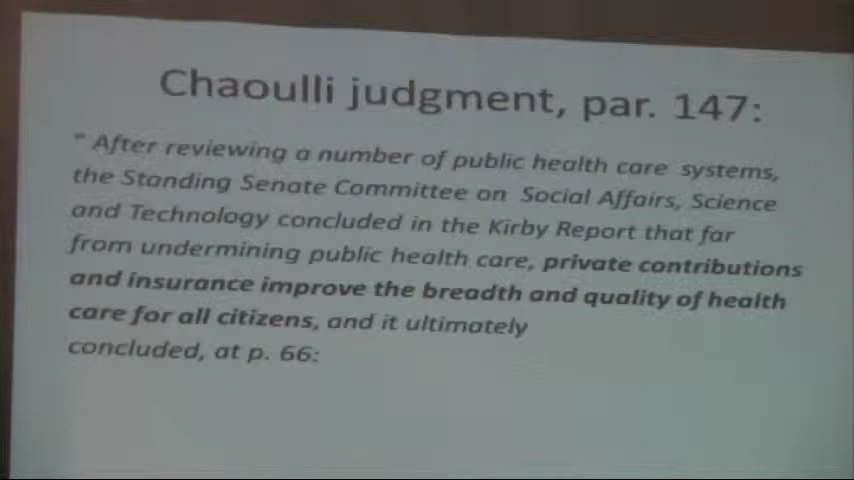 Chaoulli judgment, par. 147:
" After reviewing a number of public health care systems,
the Standing Senate Committee on Social Affairs, Science
and Technology concluded in the Kirby Report that far
from undermining public health care, private contributions
and insurance improve the breadth and quality of health
care for all citizens, and it ultimately
concluded, at p. 66: